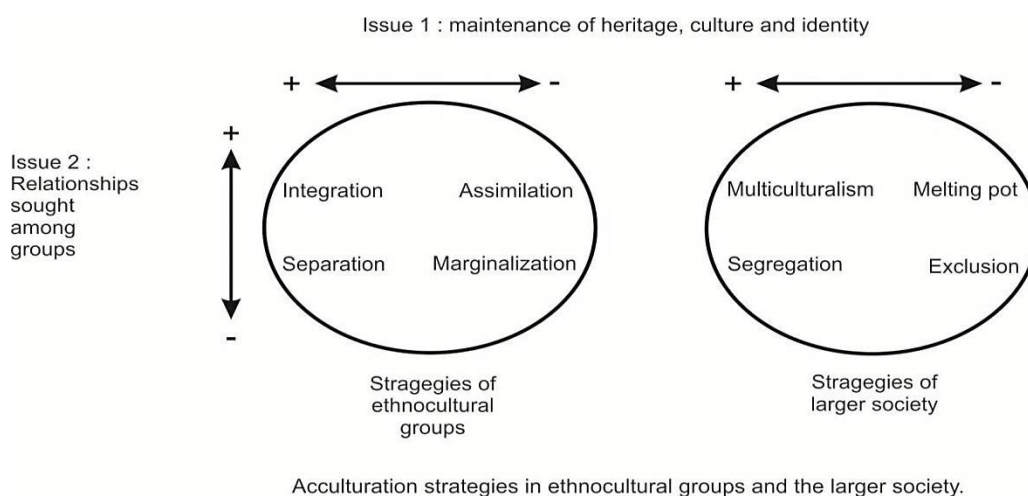 Issue 1 : maintenance of heritage, culture and identity
+ -
+ -
+
Issue 2 :
Relationships
sought
among
groups
-
Integration Assimilation
Separation Marginalization
Multiculturalism Melting pot
Segregation Exclusion
Stragegies of
ethnocultural
groups
Stragegies of
larger society
Acculturation strategies in ethnocultural groups and the larger society.